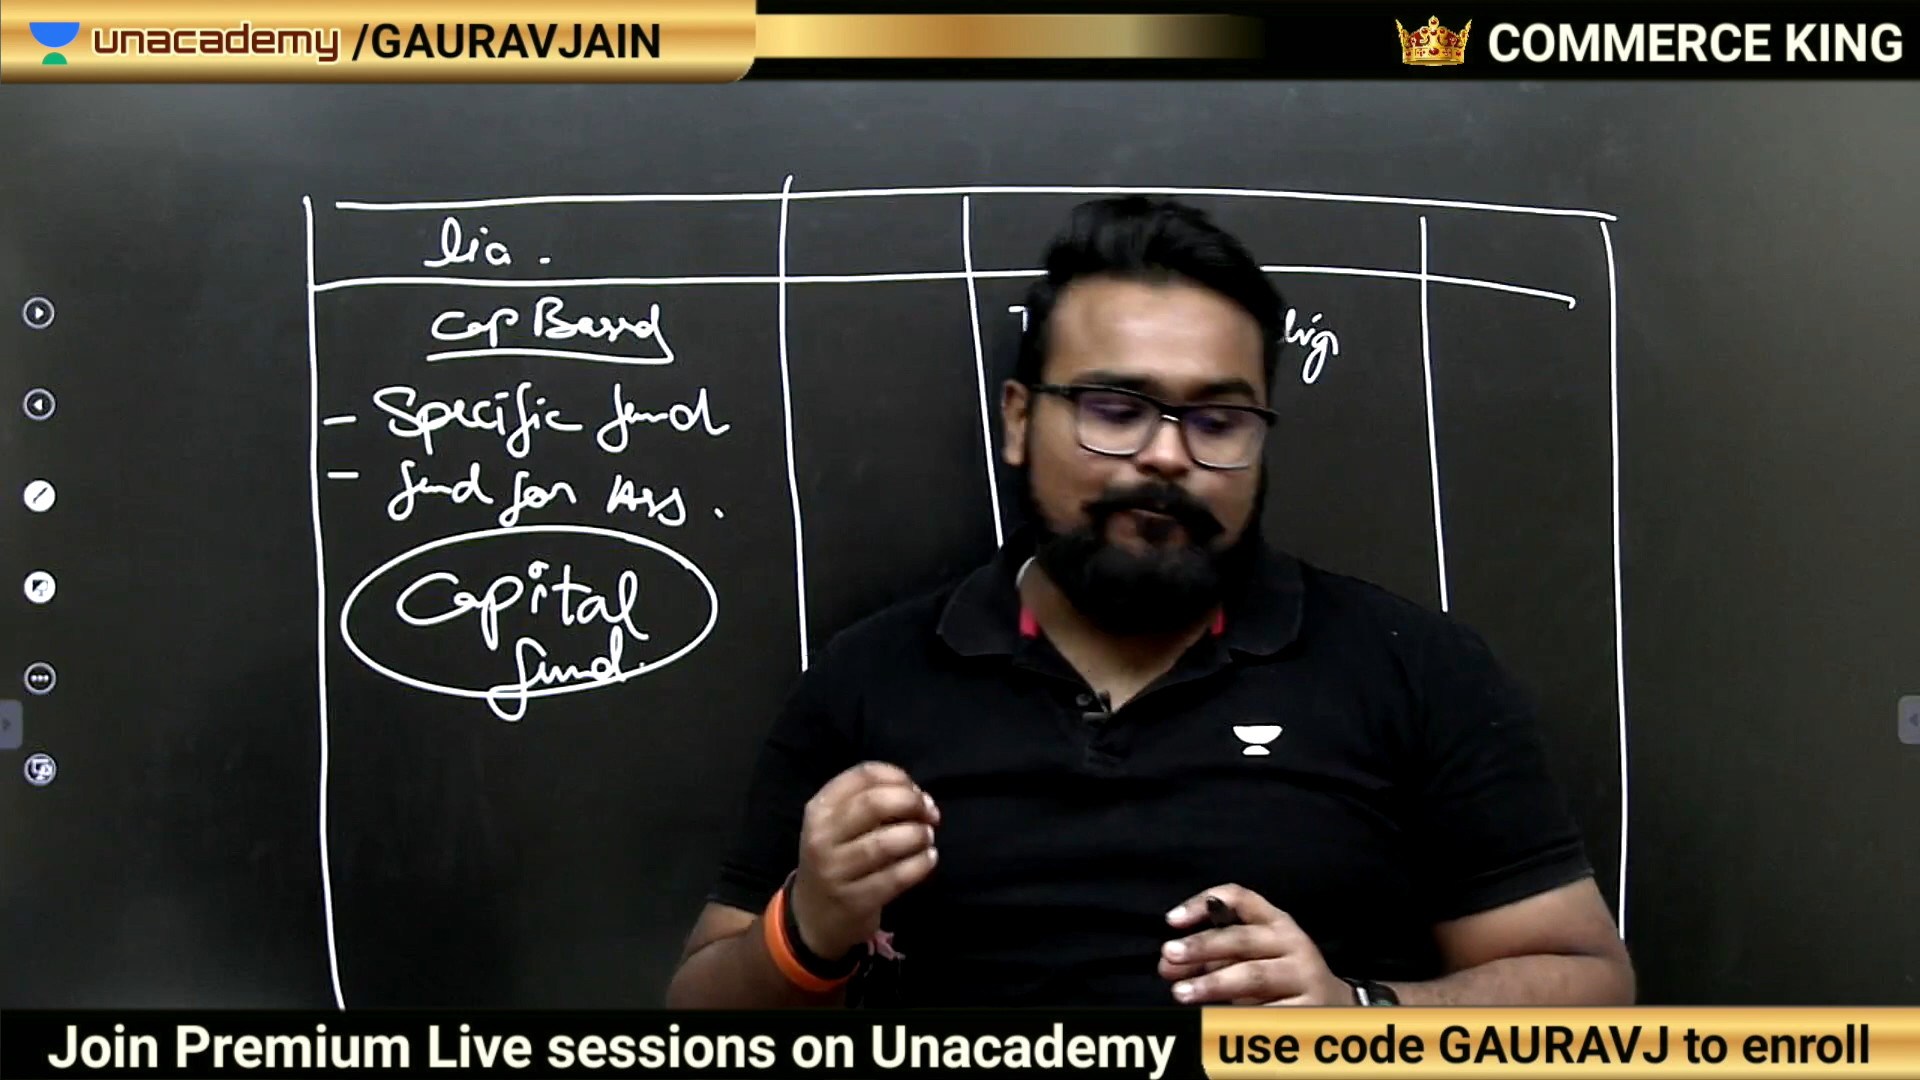 unacademy /GAURAVJAIN
COMMERCE KING
lia.
Cap Based
- Specific fund
- fund for Ass.
Capital
fund.
Join Premium Live sessions on Unacademy
use code GAURAVJ to enroll